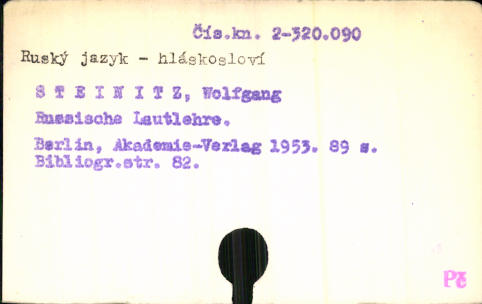 Čís.kn. 2-320.090
Ruský jazyk - hláskosloví
S T E I N I T Z, Wolfgang
Russische Lautlehre.
Berlin, Akademie-Verlag 1953. 89 s.
Bibliogr.str. 82.
Pč